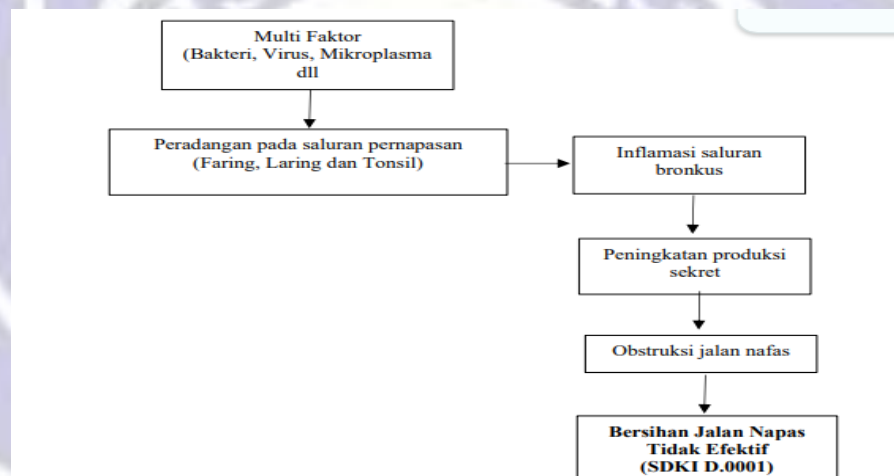 Multi Faktor
(Bakteri, Virus, Mikroplasma
dll
Peradangan pada saluran pernapasan
(Faring, Laring dan Tonsil)
Inflamasi saluran
bronkus
Peningkatan produksi
sekret
Obstruksi jalan nafas
Bersihan Jalan Napas
Tidak Efektif
(SDKI D.0001)